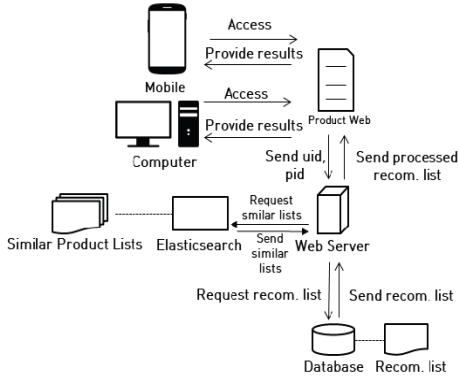 Access
Provide results
Mobile
Access
Provide results
Computer
Product Web
Send uid,
pid
Send processed
recom. list
Request
smilar lists
Send
similar
lists
Similar Product Lists
Elasticsearch
Web Server
Request recom. list
Send recom. list
Database
Recom. list